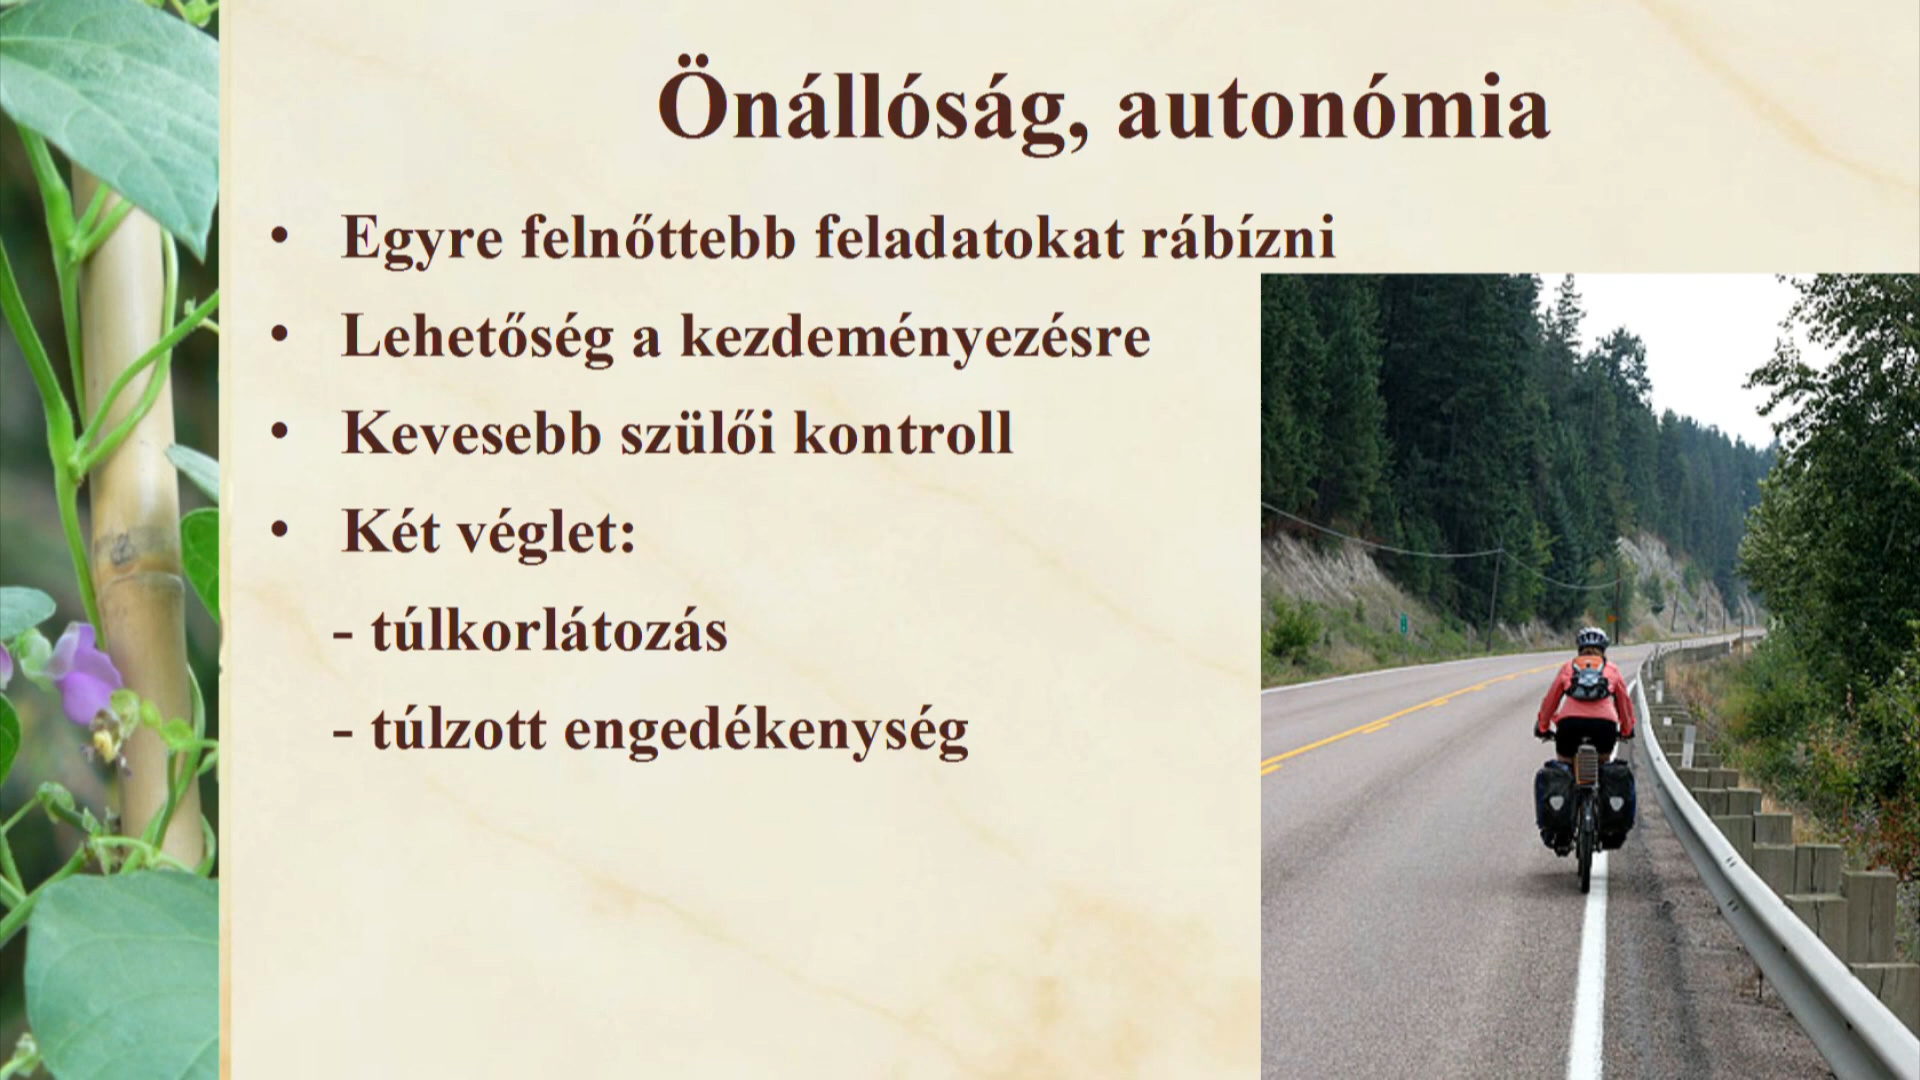 Önállóság, autonómia
• Egyre felnőttebb feladatokat rábízni
• Lehetőség a kezdeményezésre
• Kevesebb szülői kontroll
• Két véglet:
- túlkorlátozás
- túlzott engedékenység